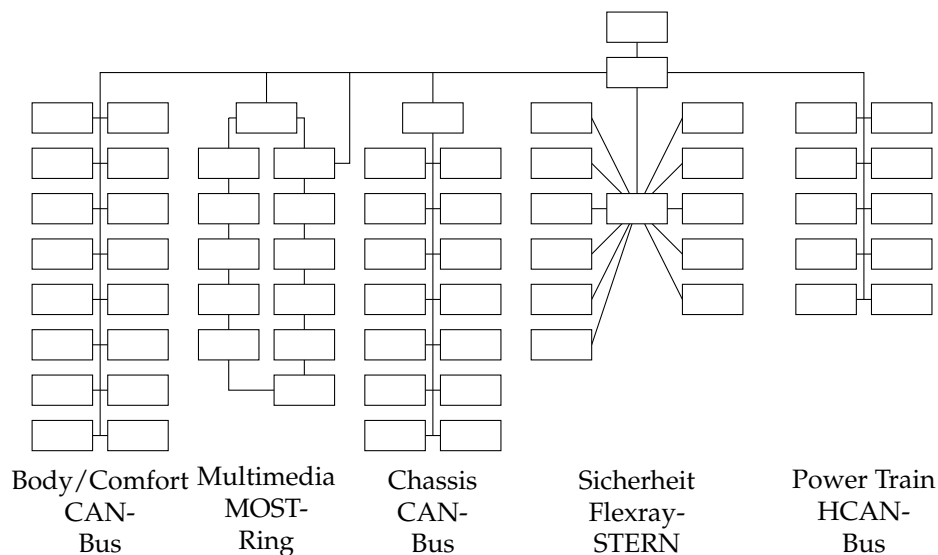 Body/Comfort
CAN-
Bus
Multimedia
MOST-
Ring
Chassis
CAN-
Bus
Sicherheit
Flexray-
STERN
Power Train
HCAN-
Bus